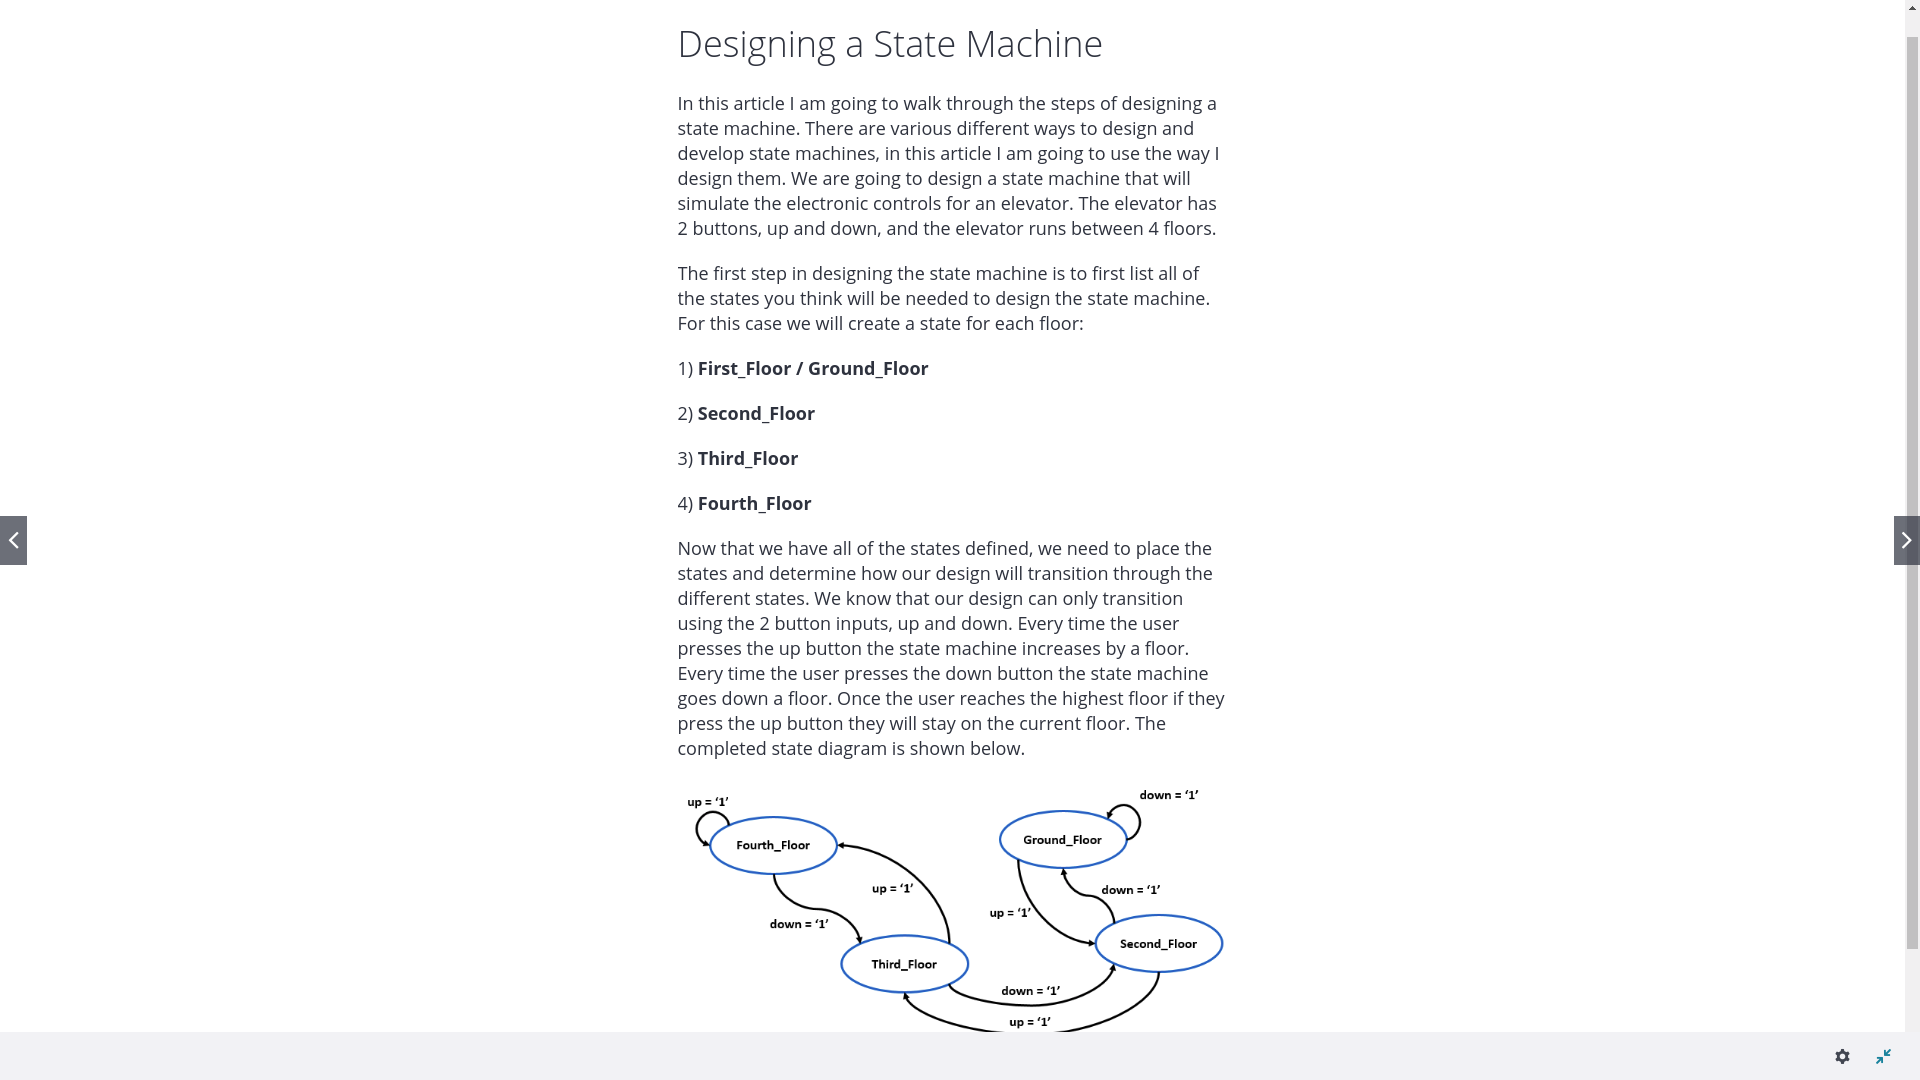 Designing a State Machine
In this article I am going to walk through the steps of designing a
state machine. There are various different ways to design and
develop state machines, in this article I am going to use the way I
design them. We are going to design a state machine that will
simulate the electronic controls for an elevator. The elevator has
2 buttons, up and down, and the elevator runs between 4 floors.
The first step in designing the state machine is to first list all of
the states you think will be needed to design the state machine.
For this case we will create a state for each floor:
1) First_Floor / Ground_Floor
2) Second_Floor
3) Third_Floor
4) Fourth_Floor
Now that we have all of the states defined, we need to place the
states and determine how our design will transition through the
different states. We know that our design can only transition
using the 2 button inputs, up and down. Every time the user
presses the up button the state machine increases by a floor.
Every time the user presses the down button the state machine
goes down a floor. Once the user reaches the highest floor if they
press the up button they will stay on the current floor. The
completed state diagram is shown below.
up = ‘1’
down = ‘1’
Fourth_Floor
Ground_Floor
up = ‘1’
down = ‘1’
up = ‘1’
down = ‘1’
Second_Floor
Third_Floor
down = ‘1’
up = ‘1’